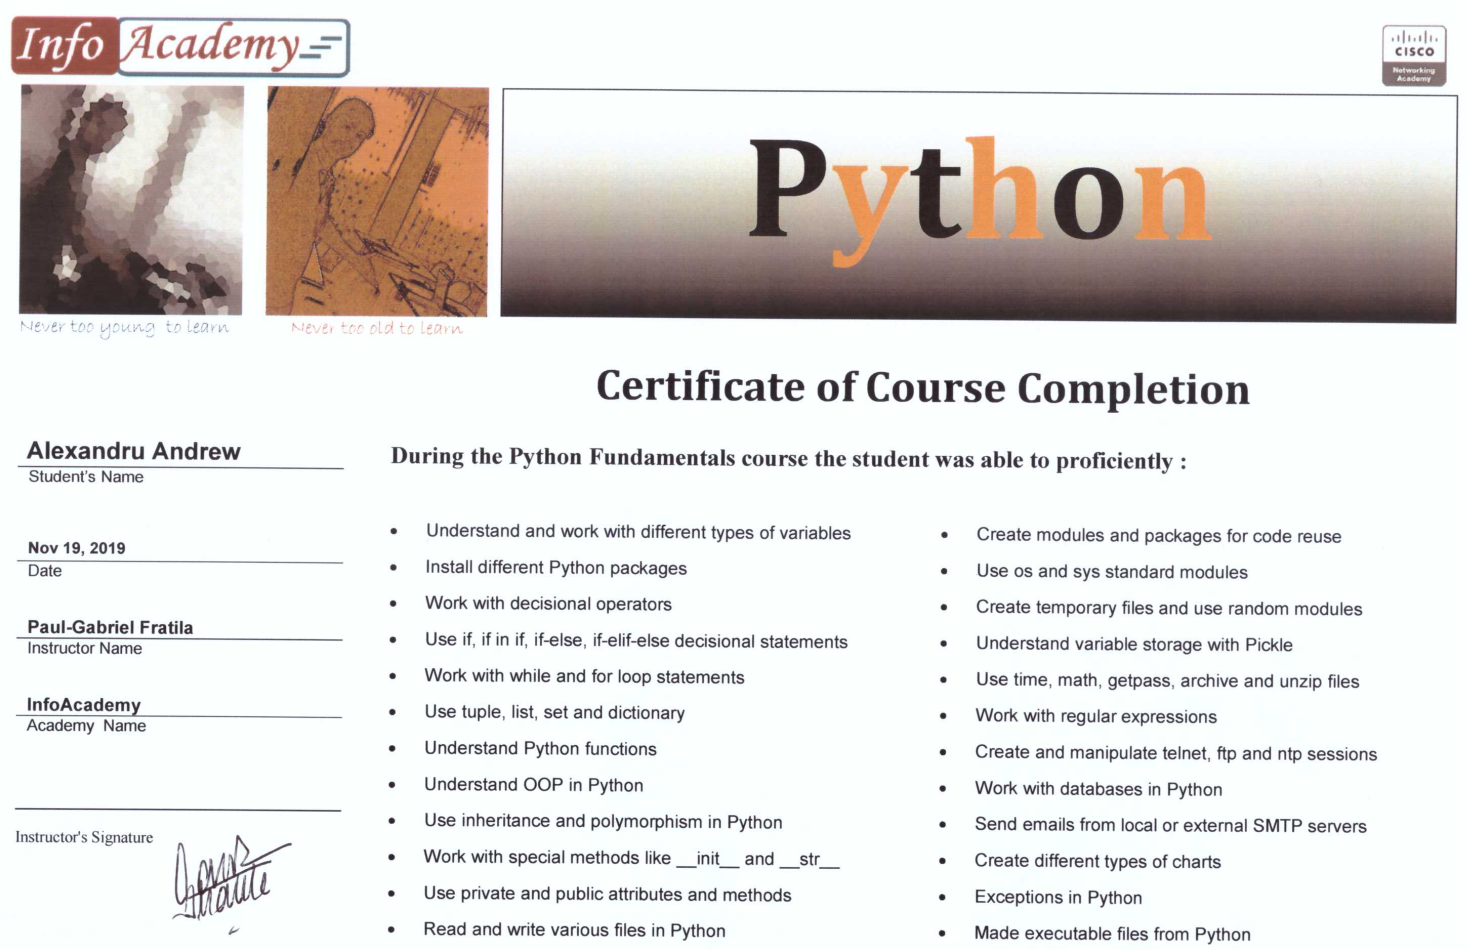 Info Academy
CISCO
Networking
Academy
Python
Never too young to learn
Never too old to learn
Certificate of Course Completion
Alexandru Andrew
Student's Name
Nov 19, 2019
Date
Paul-Gabriel Fratila
Instructor Name
InfoAcademy
Academy Name
Instructor's Signature
During the Python Fundamentals course the student was able to proficiently :
• Understand and work with different types of variables
• Install different Python packages
• Work with decisional operators
• Use if, if in if, if-else, if-elif-else decisional statements
• Work with while and for loop statements
• Use tuple, list, set and dictionary
• Understand Python functions
• Understand OOP in Python
• Use inheritance and polymorphism in Python
• Work with special methods like __init__ and __str__
• Use private and public attributes and methods
• Read and write various files in Python
• Create modules and packages for code reuse
• Use os and sys standard modules
• Create temporary files and use random modules
• Understand variable storage with Pickle
• Use time, math, getpass, archive and unzip files
• Work with regular expressions
• Create and manipulate telnet, ftp and ntp sessions
• Work with databases in Python
• Send emails from local or external SMTP servers
• Create different types of charts
• Exceptions in Python
• Made executable files from Python